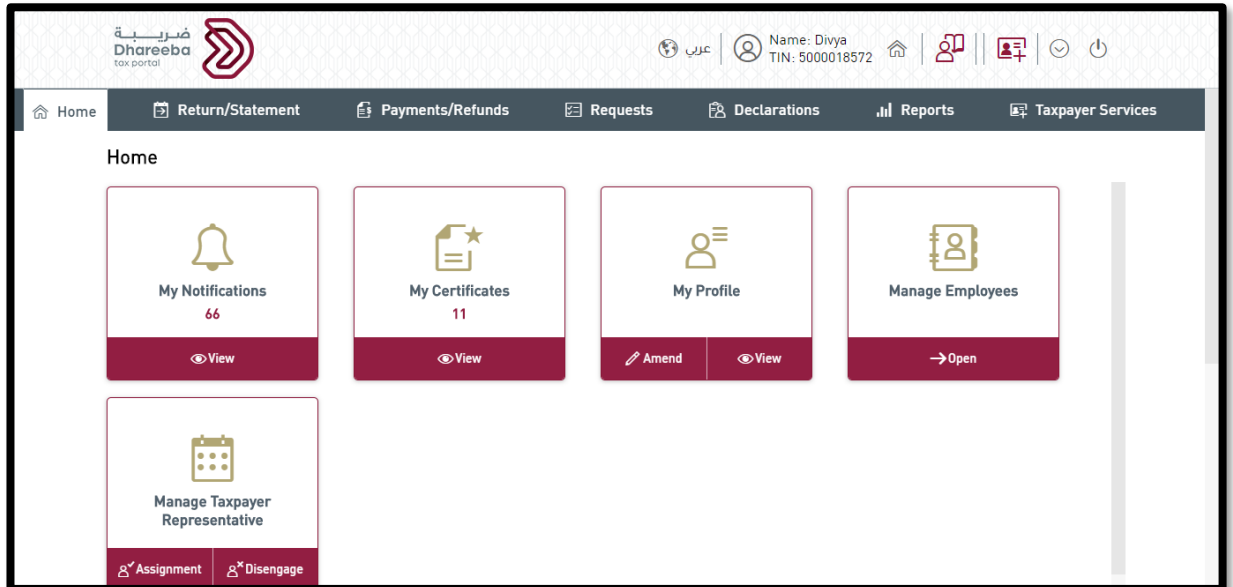 ضريبة
Dhareeba
tax portal
عربي
Name: Divya
TIN: 5000018572
Home
Return/Statement
Payments/Refunds
Requests
Declarations
Reports
Taxpayer Services
Home
My Notifications
66
View
My Certificates
11
View
My Profile
Amend
View
Manage Employees
Open
Manage Taxpayer
Representative
Assignment
Disengage